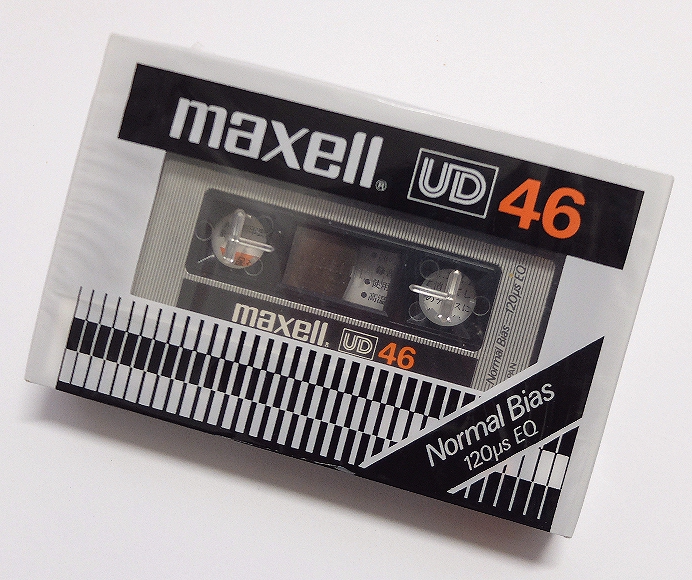 maxell® UD 46
maxell. UD 46
Normal Bias 120μs EQ
Normal Bias
120μs EQ